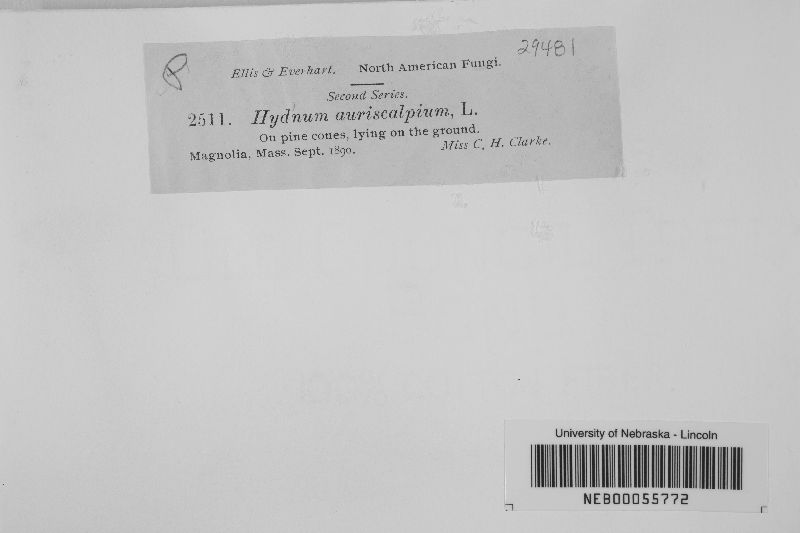 29481
P
Ellis & Everhart. North American Fungi.
Second Series.
2511. Hydnum auriscalpium, L.
On pine cones, lying on the ground.
Magnolia, Mass. Sept. 1890. Miss C. H. Clarke.
University of Nebraska - Lincoln
NEB00055772